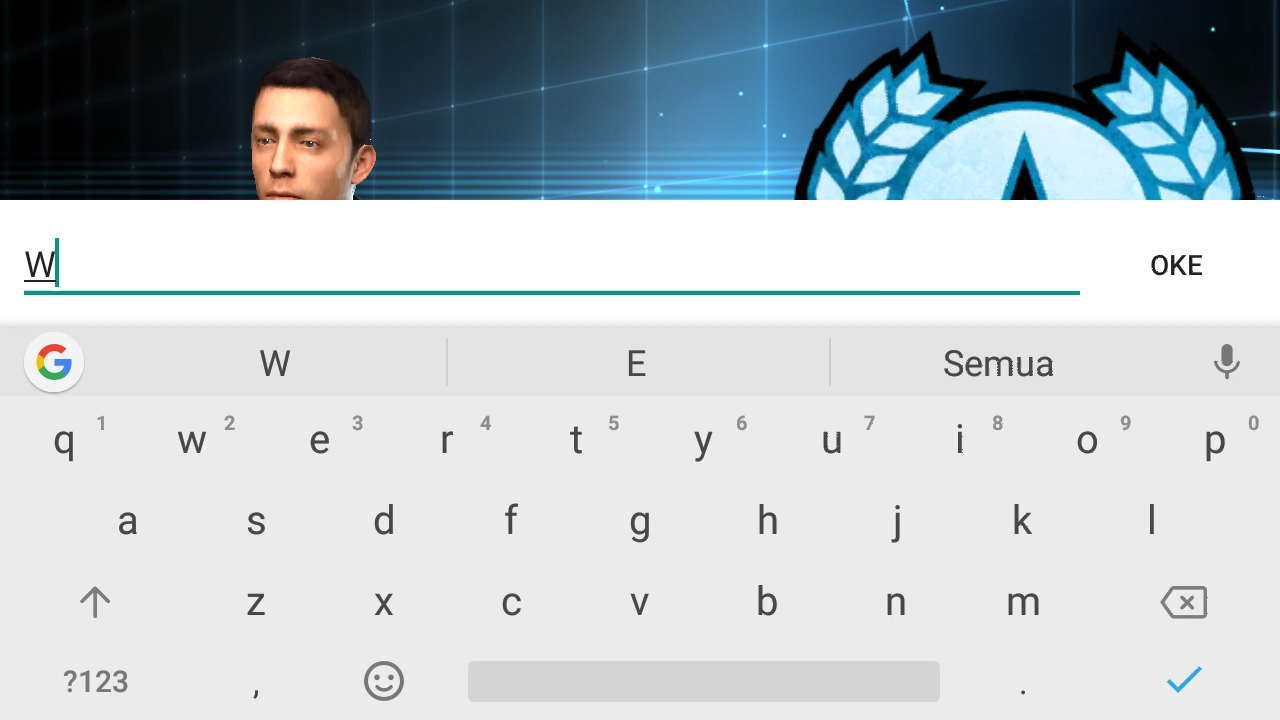 W
OKE
W E Semua
q 1 w 2 e 3 r 4 t 5 y 6 u 7 i 8 o 9 p 0
a s d f g h j k l
z x c v b n m
?123 , .